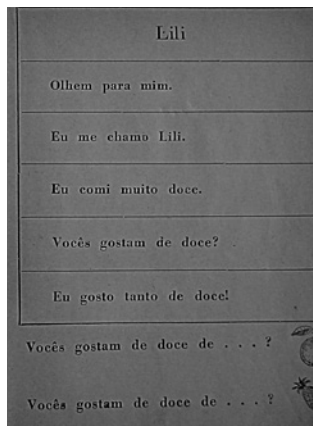 Lili
Olhem para mim.
Eu me chamo Lili.
Eu comi muito doce.
Vocês gostam de doce?
Eu gosto tanto de doce!
Vocês gostam de doce de . . . ?
Vocês gostam de doce de . . . ?